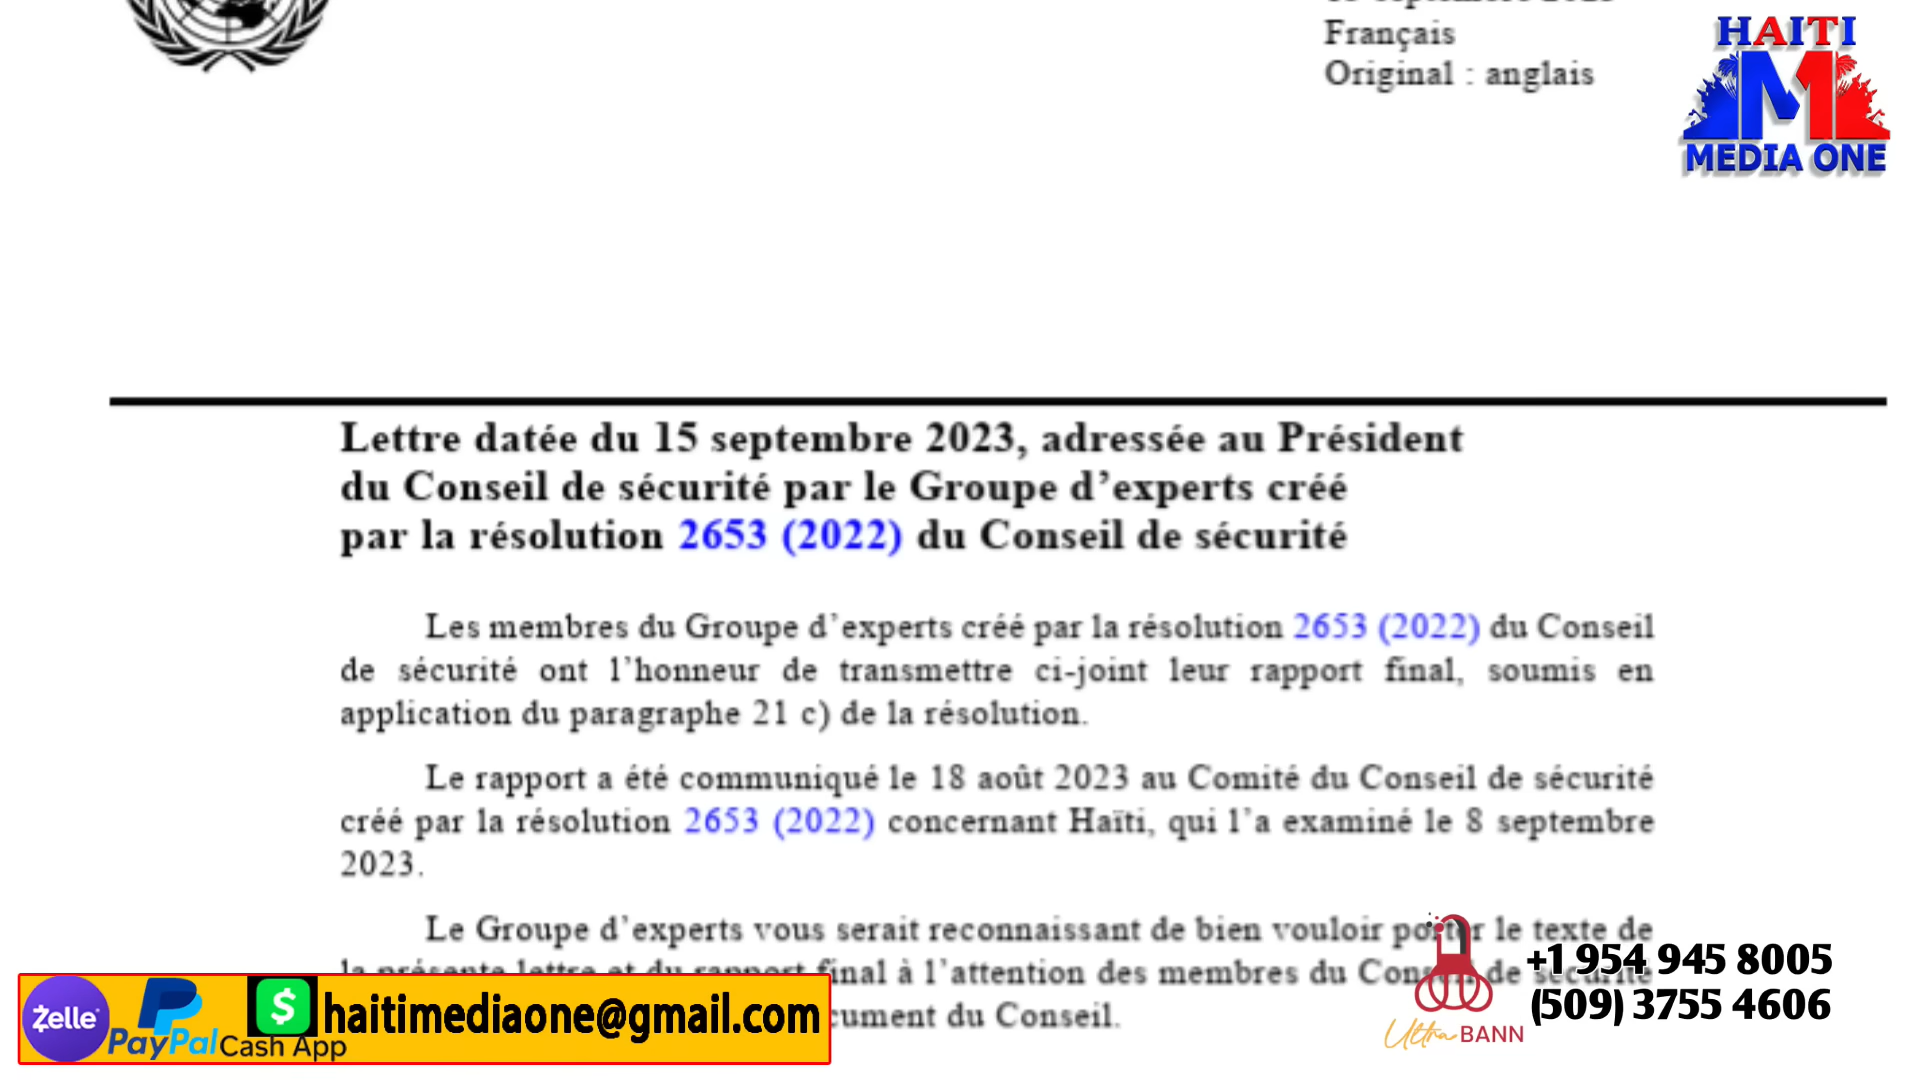 Français
Original : anglais
HAITI
M1
MEDIA ONE
Lettre datée du 15 septembre 2023, adressée au Président
du Conseil de sécurité par le Groupe d’experts créé
par la résolution 2653 (2022) du Conseil de sécurité
Les membres du Groupe d’experts créé par la résolution 2653 (2022) du Conseil
de sécurité ont l’honneur de transmettre ci-joint leur rapport final, soumis en
application du paragraphe 21 c) de la résolution.
Le rapport a été communiqué le 18 août 2023 au Comité du Conseil de sécurité
créé par la résolution 2653 (2022) concernant Haïti, qui l’a examiné le 8 septembre
2023.
Le Groupe d’experts vous serait reconnaissant de bien vouloir porter le texte de
la présente lettre et du rapport final à l’attention des membres du Conseil de sécurité
cument du Conseil.
Zelle
PayPal
$
Cash App
haitimediaone@gmail.com
Ultra BANN
+1 954 945 8005
(509) 3755 4606